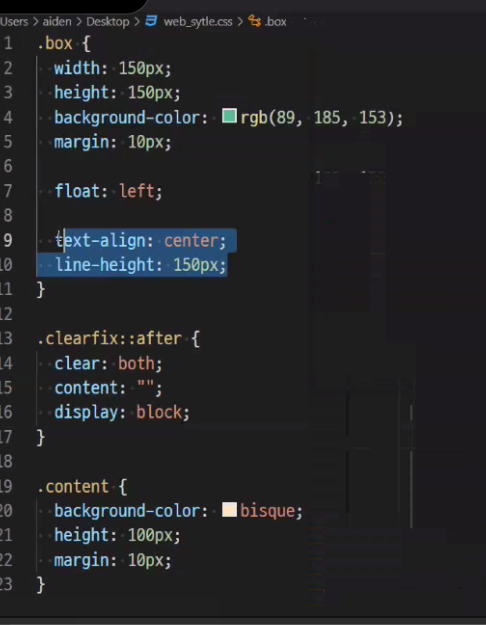 Users > aiden > Desktop > web_sytle.css > .box
1 .box {
2 width: 150px;
3 height: 150px;
4 background-color: rgb(89, 185, 153);
5 margin: 10px;
6
7 float: left;
8
9 text-align: center;
10 line-height: 150px;
11 }
12
13 .clearfix::after {
14 clear: both;
15 content: "";
16 display: block;
17 }
18
19 .content {
20 background-color: bisque;
21 height: 100px;
22 margin: 10px;
23 }